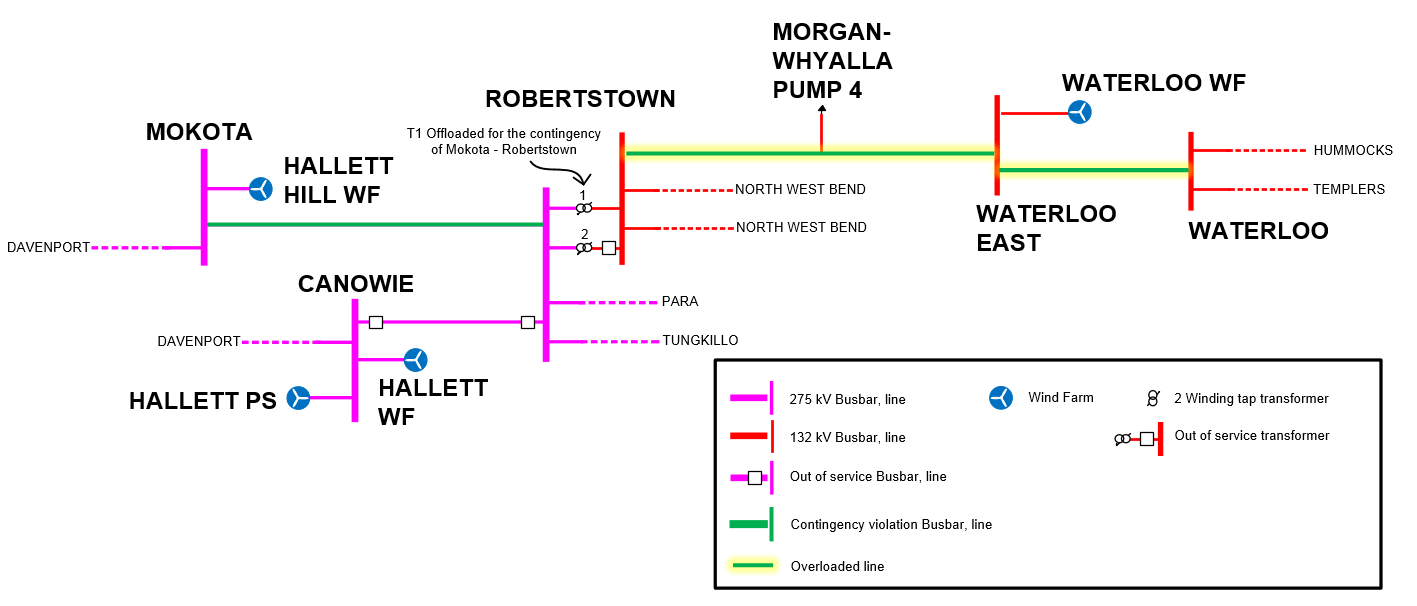 MORGAN-
WHYALLA
PUMP 4
WATERLOO WF
ROBERTSTOWN
MOKOTA
T1 Offloaded for the contingency
of Mokota - Robertstown
HALLETT
HILL WF
HUMMOCKS
NORTH WEST BEND
TEMPLERS
1
WATERLOO
EAST
WATERLOO
NORTH WEST BEND
2
DAVENPORT
CANOWIE
PARA
DAVENPORT
TUNGKILLO
HALLETT PS
HALLETT
WF
275 kV Busbar, line
Wind Farm
2 Winding tap transformer
132 kV Busbar, line
Out of service transformer
Out of service Busbar, line
Contingency violation Busbar, line
Overloaded line